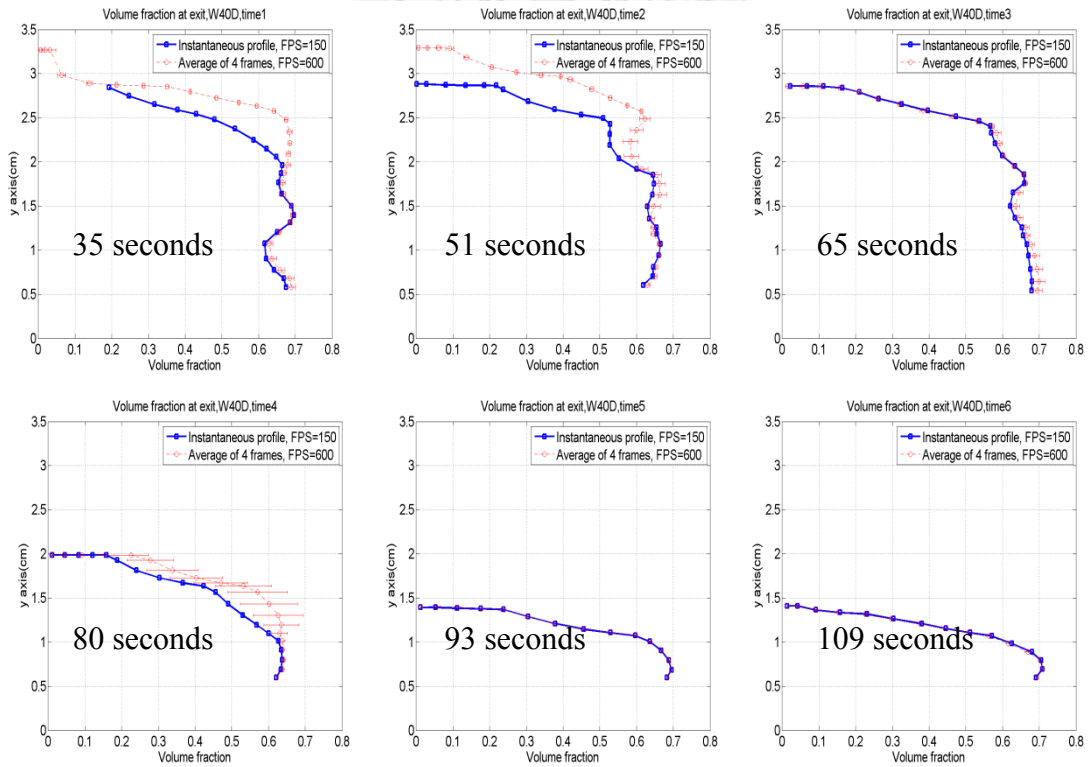 Volume fraction at exit,W40D,time1
Instantaneous profile, FPS=150
Average of 4 frames, FPS=600
35 seconds
y axis(cm)
3.5
3
2.5
2
1.5
1
0.5
0
0 0.1 0.2 0.3 0.4 0.5 0.6 0.7 0.8
Volume fraction
Volume fraction at exit,W40D,time2
Instantaneous profile, FPS=150
Average of 4 frames, FPS=600
51 seconds
y axis(cm)
3.5
3
2.5
2
1.5
1
0.5
0
0 0.1 0.2 0.3 0.4 0.5 0.6 0.7 0.8
Volume fraction
Volume fraction at exit,W40D,time3
Instantaneous profile, FPS=150
Average of 4 frames, FPS=600
65 seconds
y axis(cm)
3.5
3
2.5
2
1.5
1
0.5
0
0 0.1 0.2 0.3 0.4 0.5 0.6 0.7 0.8
Volume fraction
Volume fraction at exit,W40D,time4
Instantaneous profile, FPS=150
Average of 4 frames, FPS=600
80 seconds
y axis(cm)
3.5
3
2.5
2
1.5
1
0.5
0
0 0.1 0.2 0.3 0.4 0.5 0.6 0.7 0.8
Volume fraction
Volume fraction at exit,W40D,time5
Instantaneous profile, FPS=150
Average of 4 frames, FPS=600
93 seconds
y axis(cm)
3.5
3
2.5
2
1.5
1
0.5
0
0 0.1 0.2 0.3 0.4 0.5 0.6 0.7 0.8
Volume fraction
Volume fraction at exit,W40D,time6
Instantaneous profile, FPS=150
Average of 4 frames, FPS=600
109 seconds
y axis(cm)
3.5
3
2.5
2
1.5
1
0.5
0
0 0.1 0.2 0.3 0.4 0.5 0.6 0.7 0.8
Volume fraction